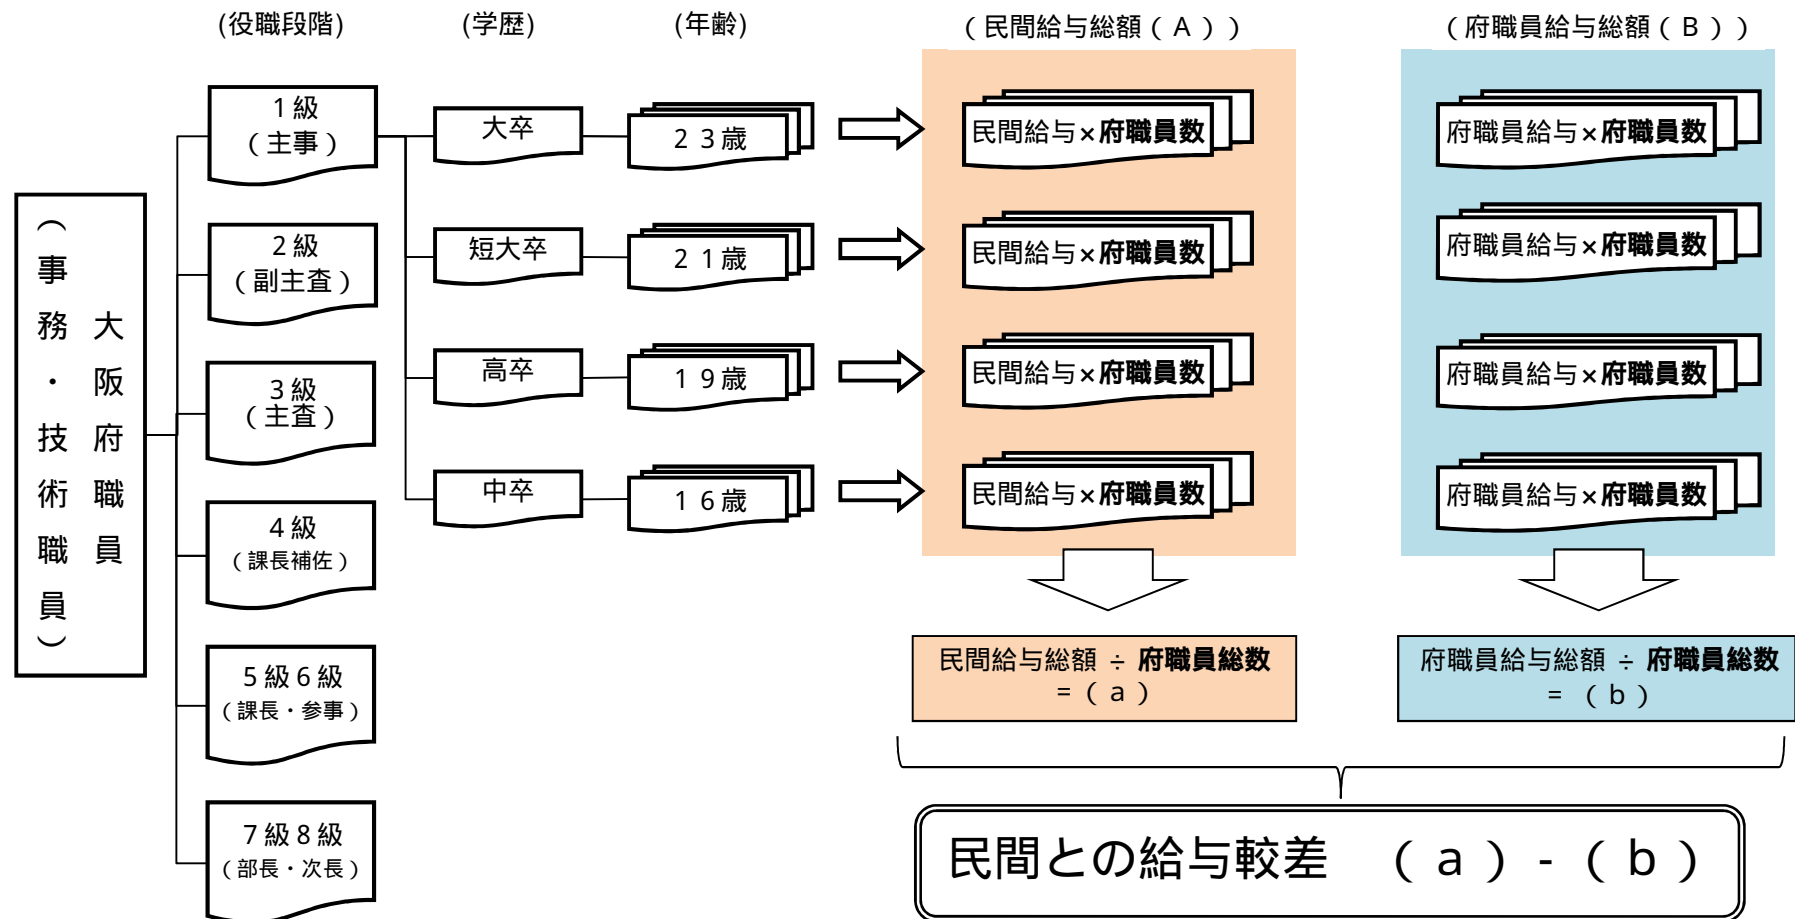 (役職段階)
(学歴)
(年齢)
(民間給与総額(A))
(府職員給与総額(B))
大阪府職員
(事務・技術職員)
1級
(主事)
2級
(副主査)
3級
(主査)
4級
(課長補佐)
5級6級
(課長・参事)
7級8級
(部長・次長)
大卒
23歳
民間給与×府職員数
府職員給与×府職員数
短大卒
21歳
民間給与×府職員数
府職員給与×府職員数
高卒
19歳
民間給与×府職員数
府職員給与×府職員数
中卒
16歳
民間給与×府職員数
府職員給与×府職員数
民間給与総額 ÷ 府職員総数
=(a)
府職員給与総額 ÷ 府職員総数
= (b)
民間との給与較差 (a)-(b)